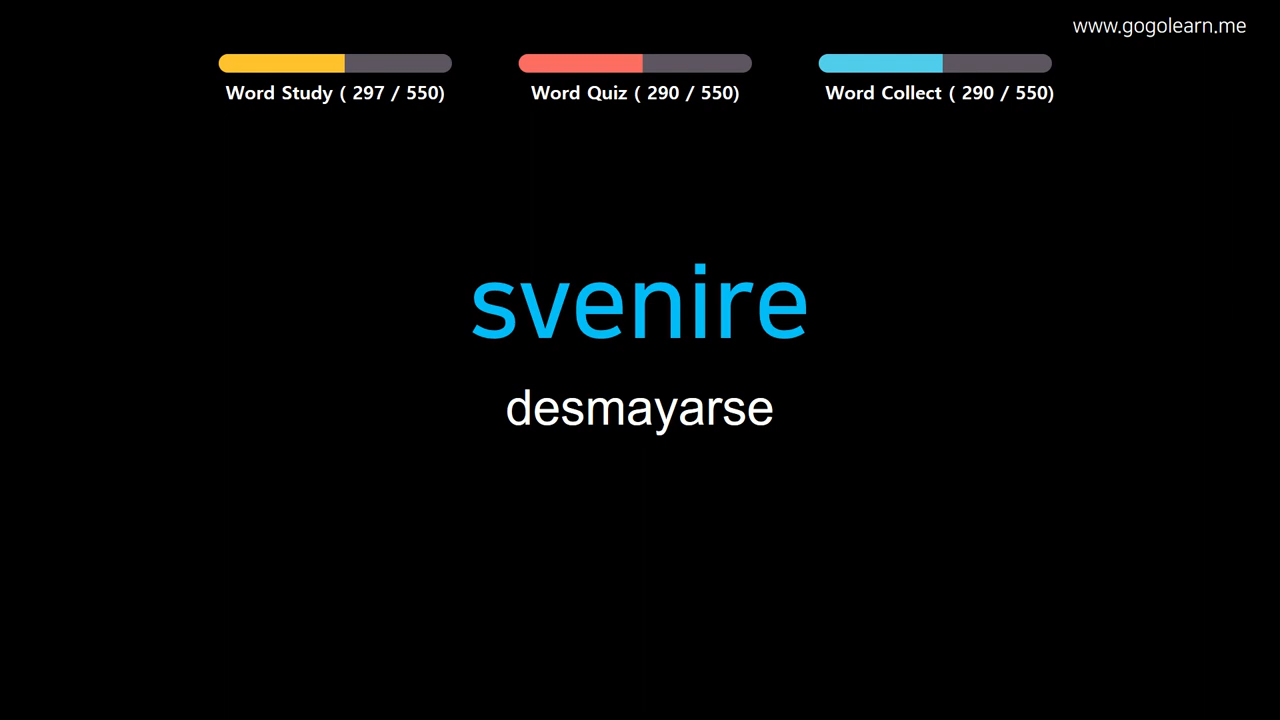 www.gogolearn.me
Word Study ( 297 / 550)
Word Quiz ( 290 / 550)
Word Collect ( 290 / 550)
svenire
desmayarse